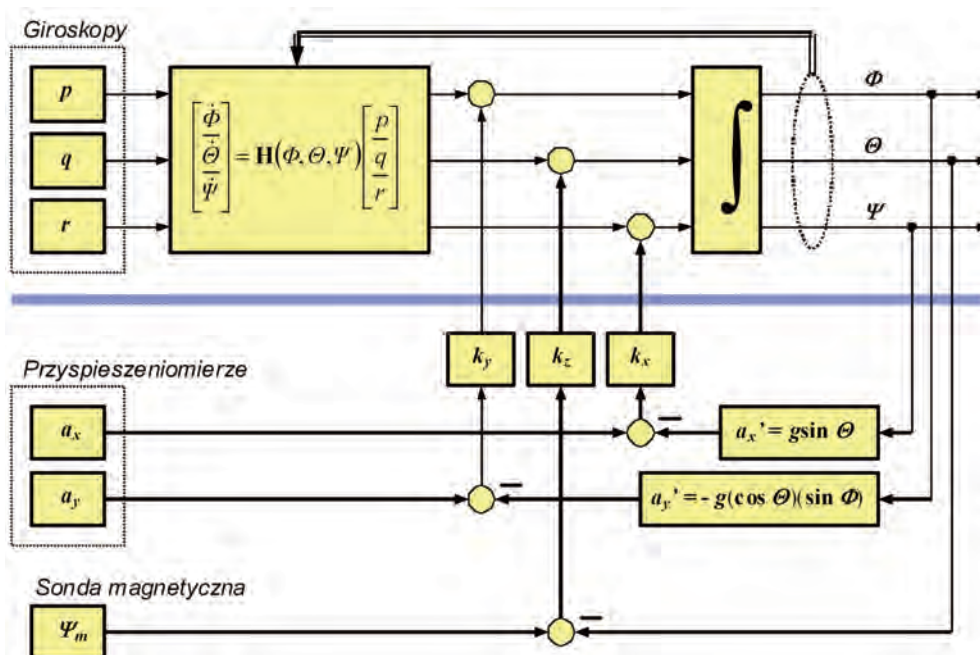 Giroskopy
p
q
r
[Φ̇ Θ̇ Ψ̇] = H(Φ, Θ, Ψ) [p q r]
∫
Φ
Θ
Ψ
k_y
k_z
k_x
Przyspieszeniomierze
a_x
–
a_x' = gsin Θ
a_y
–
a_y' = - g(cos Θ)(sin Φ)
Sonda magnetyczna
Ψ_m
–